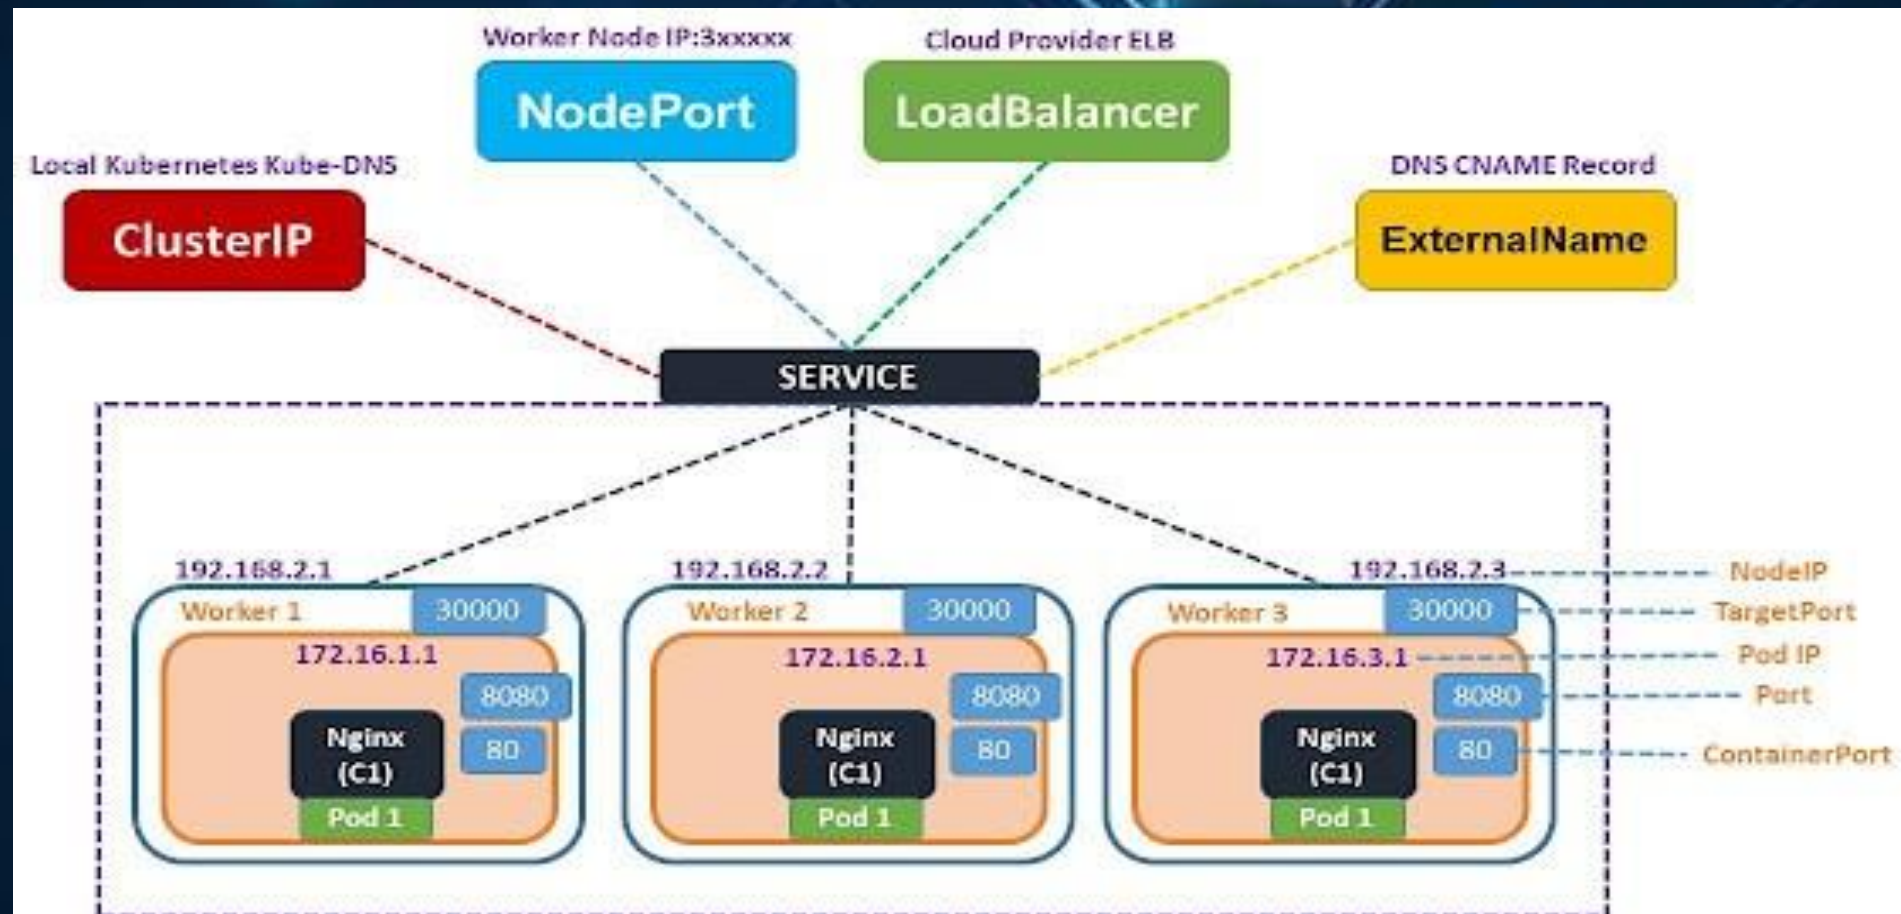 Worker Node IP:3xxxxx
Cloud Provider ELB
NodePort
LoadBalancer
Local Kubernetes Kube-DNS
DNS CNAME Record
ClusterIP
ExternalName
SERVICE
192.168.2.1
192.168.2.2
192.168.2.3
NodeIP
Worker 1
30000
Worker 2
30000
Worker 3
30000
TargetPort
172.16.1.1
172.16.2.1
172.16.3.1
Pod IP
8080
8080
8080
Port
Nginx
(C1)
80
Nginx
(C1)
80
Nginx
(C1)
80
ContainerPort
Pod 1
Pod 1
Pod 1